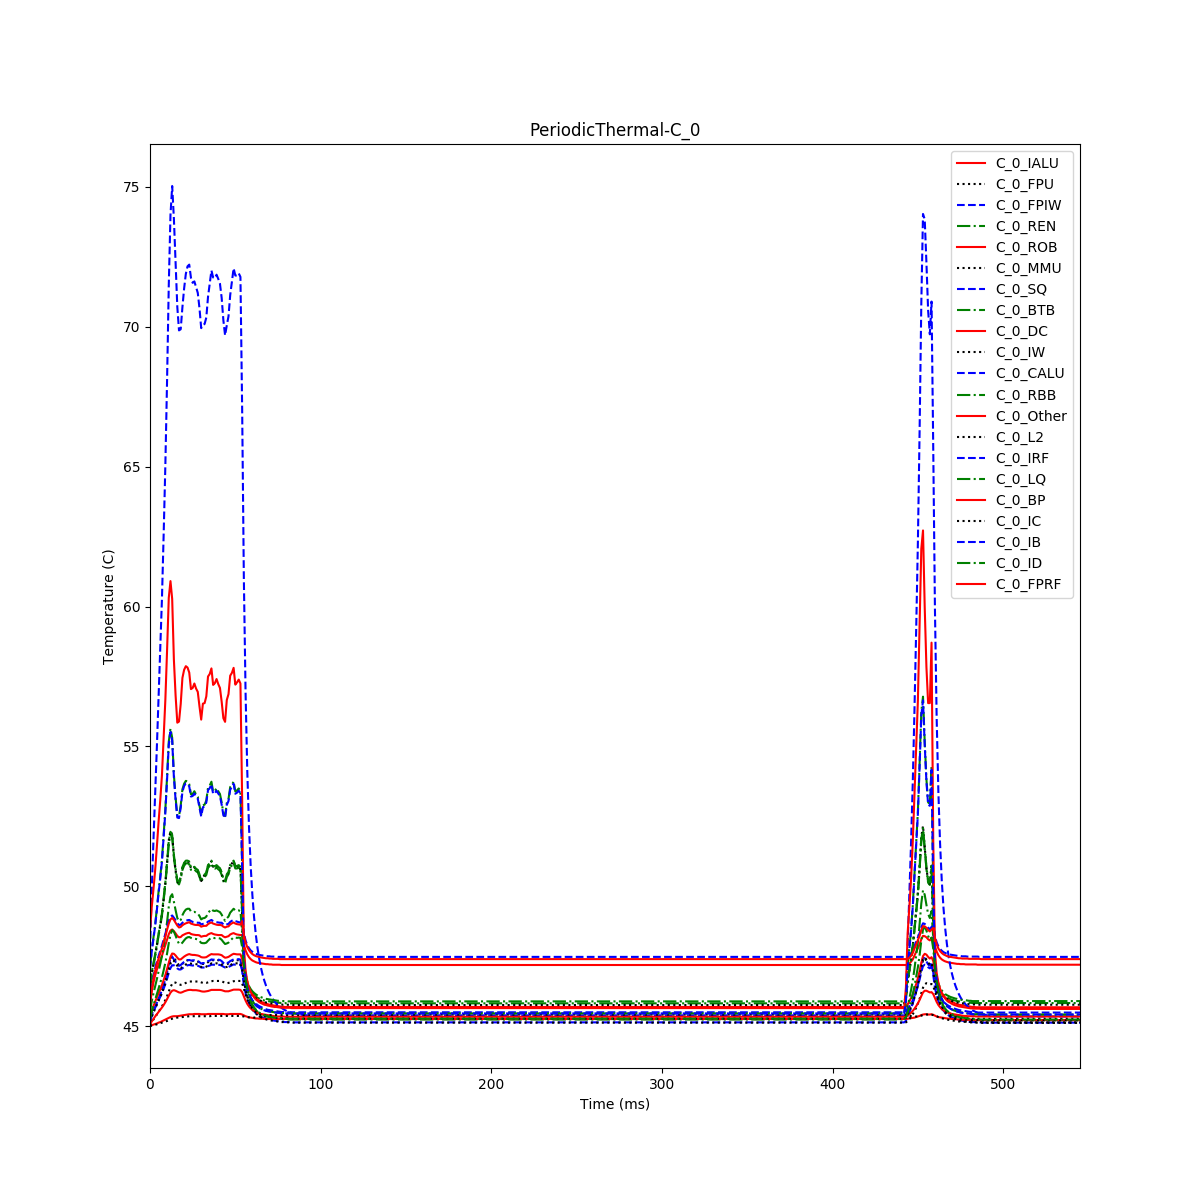 PeriodicThermal-C_0
75
70
65
60
55
50
45
Temperature (C)
0
100
200
300
400
500
Time (ms)
C_0_IALU
C_0_FPU
C_0_FPIW
C_0_REN
C_0_ROB
C_0_MMU
C_0_SQ
C_0_BTB
C_0_DC
C_0_IW
C_0_CALU
C_0_RBB
C_0_Other
C_0_L2
C_0_IRF
C_0_LQ
C_0_BP
C_0_IC
C_0_IB
C_0_ID
C_0_FPRF